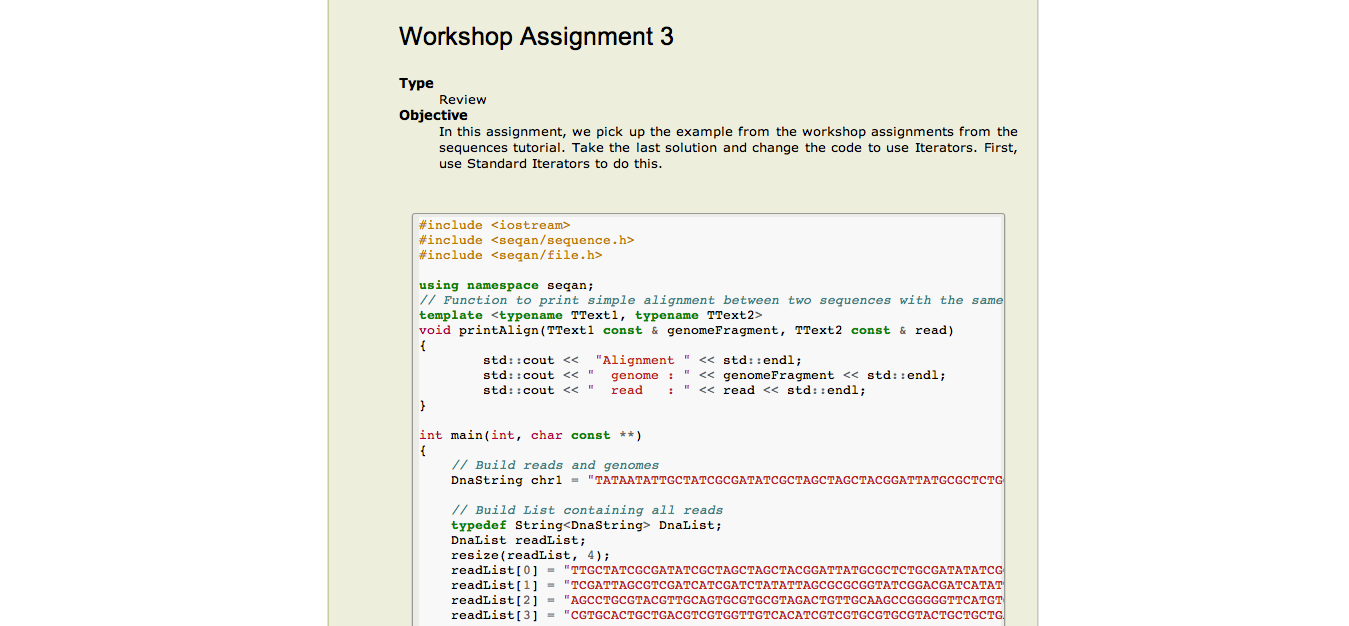 Workshop Assignment 3
Type
Review
Objective
In this assignment, we pick up the example from the workshop assignments from the
sequences tutorial. Take the last solution and change the code to use Iterators. First,
use Standard Iterators to do this.
#include <iostream>
#include <seqan/sequence.h>
#include <seqan/file.h>
using namespace seqan;
// Function to print simple alignment between two sequences with the same
template <typename TText1, typename TText2>
void printAlign(TText1 const & genomeFragment, TText2 const & read)
{
std::cout <<  "Alignment " << std::endl;
std::cout << "  genome : " << genomeFragment << std::endl;
std::cout << "  read   : " << read << std::endl;
}
int main(int, char const **)
{
// Build reads and genomes
DnaString chr1 = "TATAATATTGCTATCGCGATATCGCTAGCTAGCTACGGATTATGCGCTCTG
// Build List containing all reads
typedef String<DnaString> DnaList;
DnaList readList;
resize(readList, 4);
readList[0] = "TTGCTATCGCGATATCGCTAGCTAGCTACGGATTATGCGCTCTGCGATATATCG
readList[1] = "TCGATTAGCGTCGATCATCGATCTATATTAGCGCGCGGTATCGGACGATCATAT
readList[2] = "AGCCTGCGTACGTTGCAGTGCGTGCGTAGACTGTTGCAAGCCGGGGGTTCATGT
readList[3] = "CGTGCACTGCTGACGTCGTGGTTGTCACATCGTCGTGCGTGCGTACTGCTGCTG